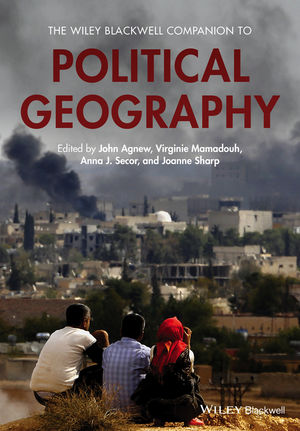 THE WILEY BLACKWELL COMPANION TO
POLITICAL
GEOGRAPHY
Edited by John Agnew, Virginie Mamadouh,
Anna J. Secor, and Joanne Sharp
WILEY Blackwell